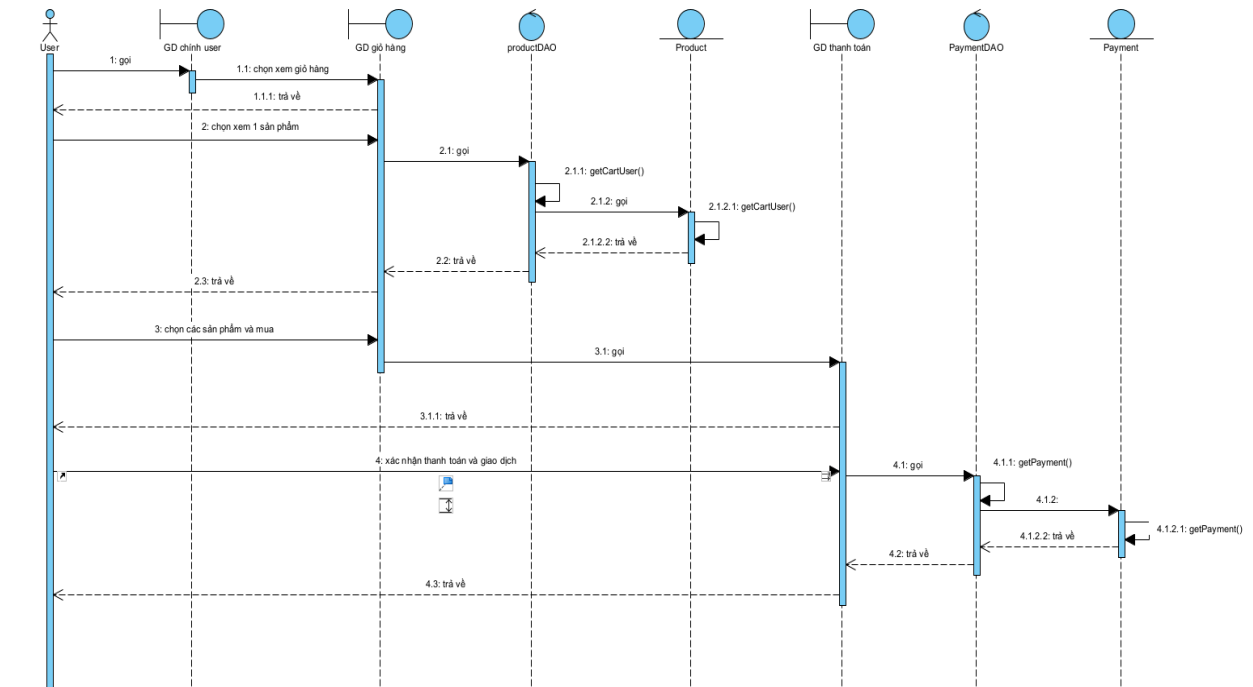 User
GD chính user
GD giỏ hàng
productDAO
Product
GD thanh toán
PaymentDAO
Payment
1: gọi
1.1: chọn xem giỏ hàng
1.1.1: trả về
2: chọn xem 1 sản phẩm
2.1: gọi
2.1.1: getCartUser()
2.1.2: gọi
2.1.2.1: getCartUser()
2.1.2.2: trả về
2.2: trả về
2.3: trả về
3: chọn các sản phẩm và mua
3.1: gọi
3.1.1: trả về
4: xác nhận thanh toán và giao dịch
4.1: gọi
4.1.1: getPayment()
4.1.2:
4.1.2.1: getPayment()
4.1.2.2: trả về
4.2: trả về
4.3: trả về